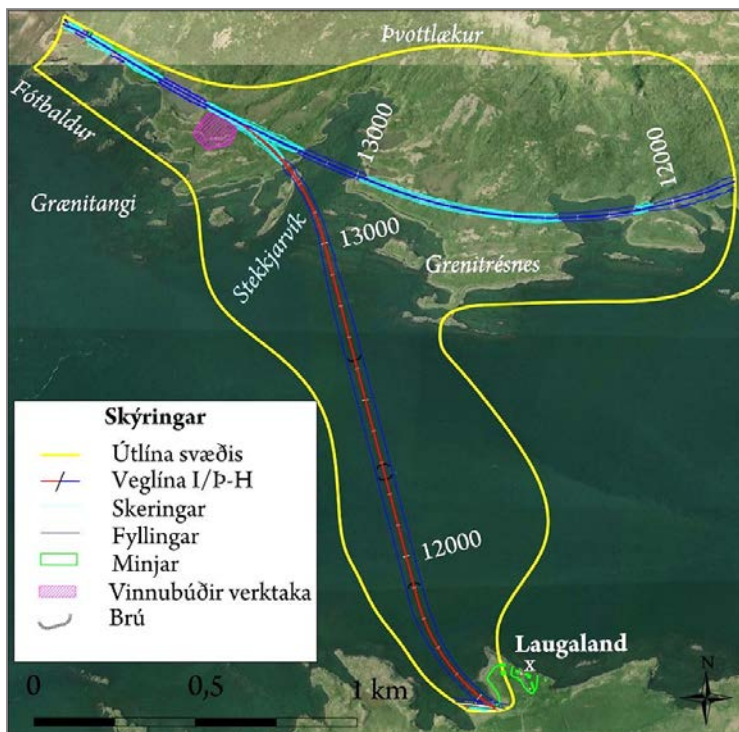 Þvottlækur
Fótbaldur
13000
12000
Grænitangi
13000
Stekkjarvík
Grenitrésnes
Skýringar
Útlína svæðis
Veglína I/Þ-H
Skeringar
Fyllingar
Minjar
Vinnubúðir verktaka
Brú
12000
Laugaland
x
N
0 0,5 1 km